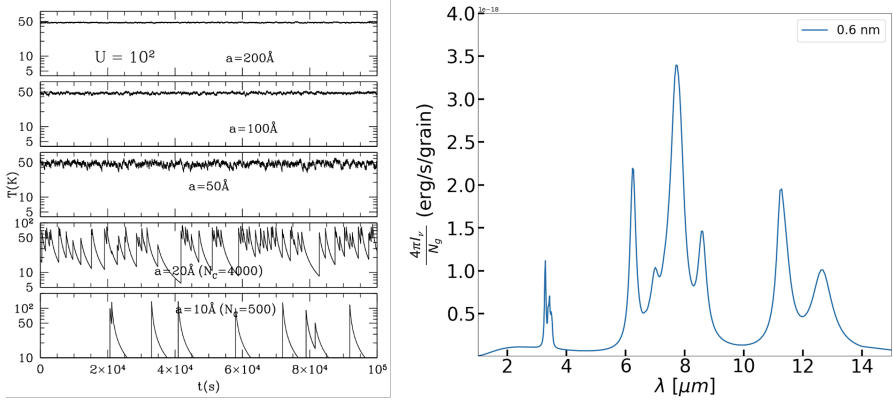 50
10
5
U = 10²
a=200Å
50
10
5
a=100Å
50
10
5
a=50Å
T(K)
10²
50
10
5
a=20Å (N_c=4000)
10²
50
10
a=10Å (N_c=500)
0 2×10⁴ 4×10⁴ 6×10⁴ 8×10⁴ 10⁵
t(s)
1e-18
4.0
3.5
3.0
2.5
2.0
1.5
1.0
0.5
0.6 nm
4πI_ν / N_g (erg/s/grain)
2 4 6 8 10 12 14
λ [μm]